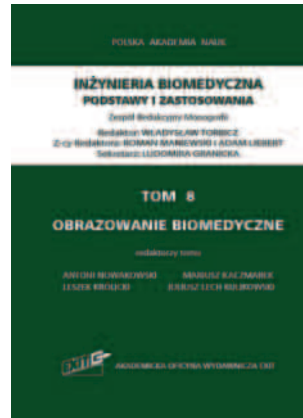 POLSKA AKADEMIA NAUK
INŻYNIERIA BIOMEDYCZNA
PODSTAWY I ZASTOSOWANIA
Zespół Redakcyjny Monografii
Redaktor: WŁADYSŁAW TORBICZ
Z-cy Redaktora: ROMAN MANIEWSKI I ADAM LIEBERT
Sekretarz: LUDOMIRA GRANICKA
TOM 8
OBRAZOWANIE BIOMEDYCZNE
redaktorzy tomu
ANTONI NOWAKOWSKI MARIUSZ KACZMAREK
LESZEK KRÓLICKI JULIUSZ LECH KULIKOWSKI
EXIT AKADEMICKA OFICYNA WYDAWNICZA EXIT